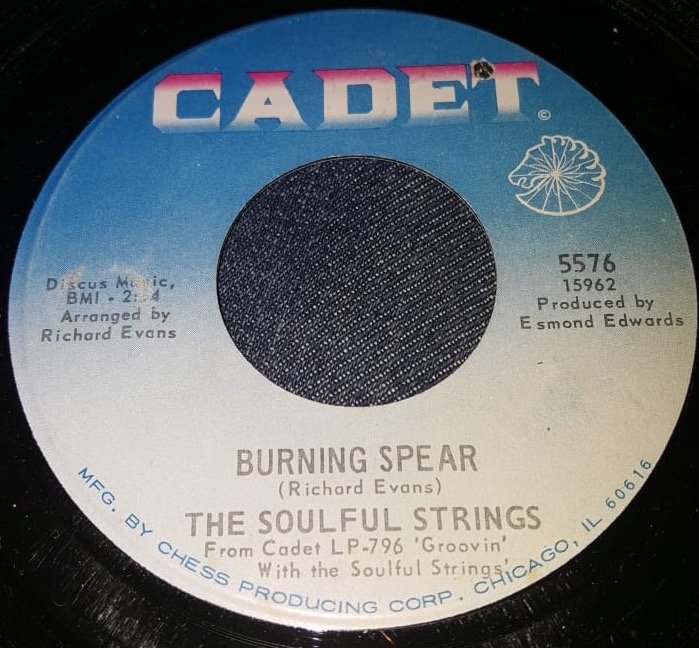 CADET
©
Discus Music,
BMI - 2:
Arranged by
Richard Evans
5576
15962
Produced by
Esmond Edwards
BURNING SPEAR
(Richard Evans)
THE SOULFUL STRINGS
From Cadet LP-796 'Groovin'
With the Soulful Strings'
MFG. BY CHESS PRODUCING CORP. CHICAGO, IL 60616